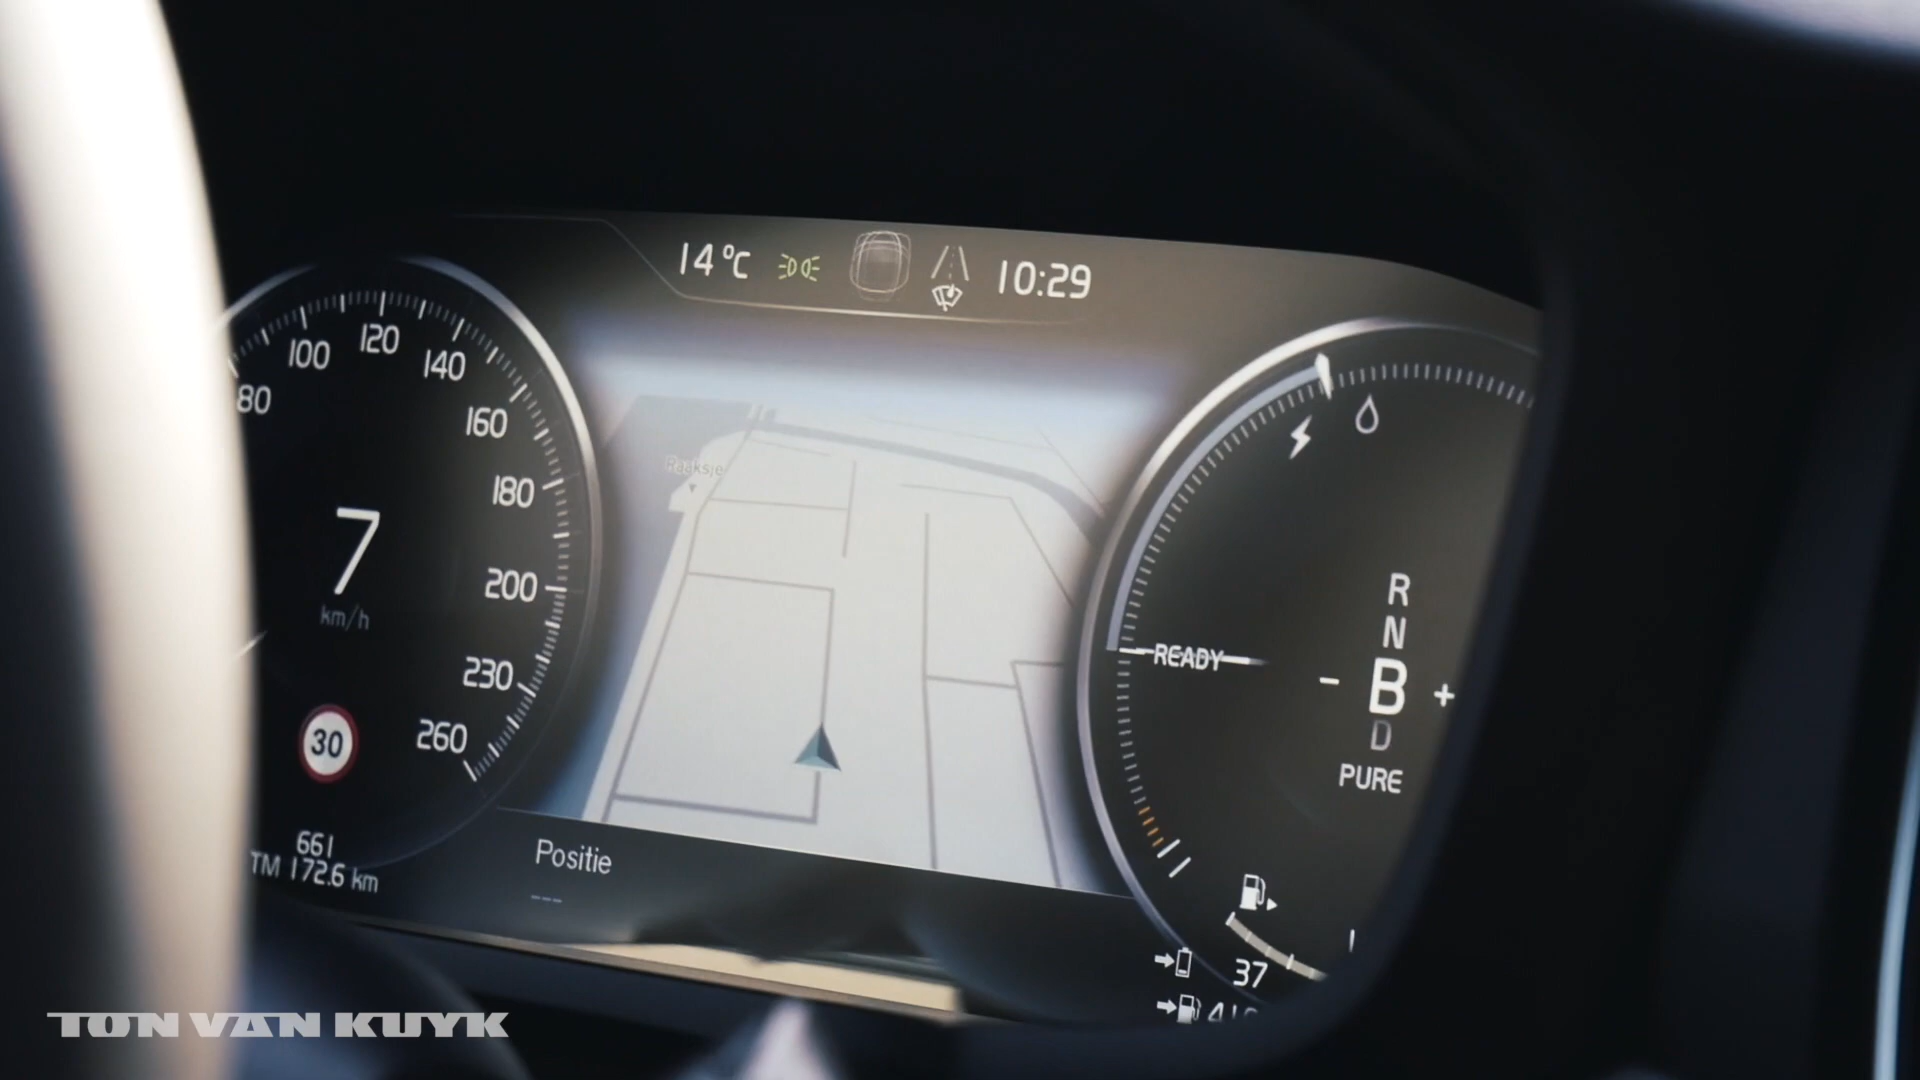 14°C
10:29
80
100
120
140
160
180
200
230
260
7
km/h
30
661
TM 172.6 km
Positie
---
READY
R
N
- B +
D
PURE
37
TON VAN KUYK